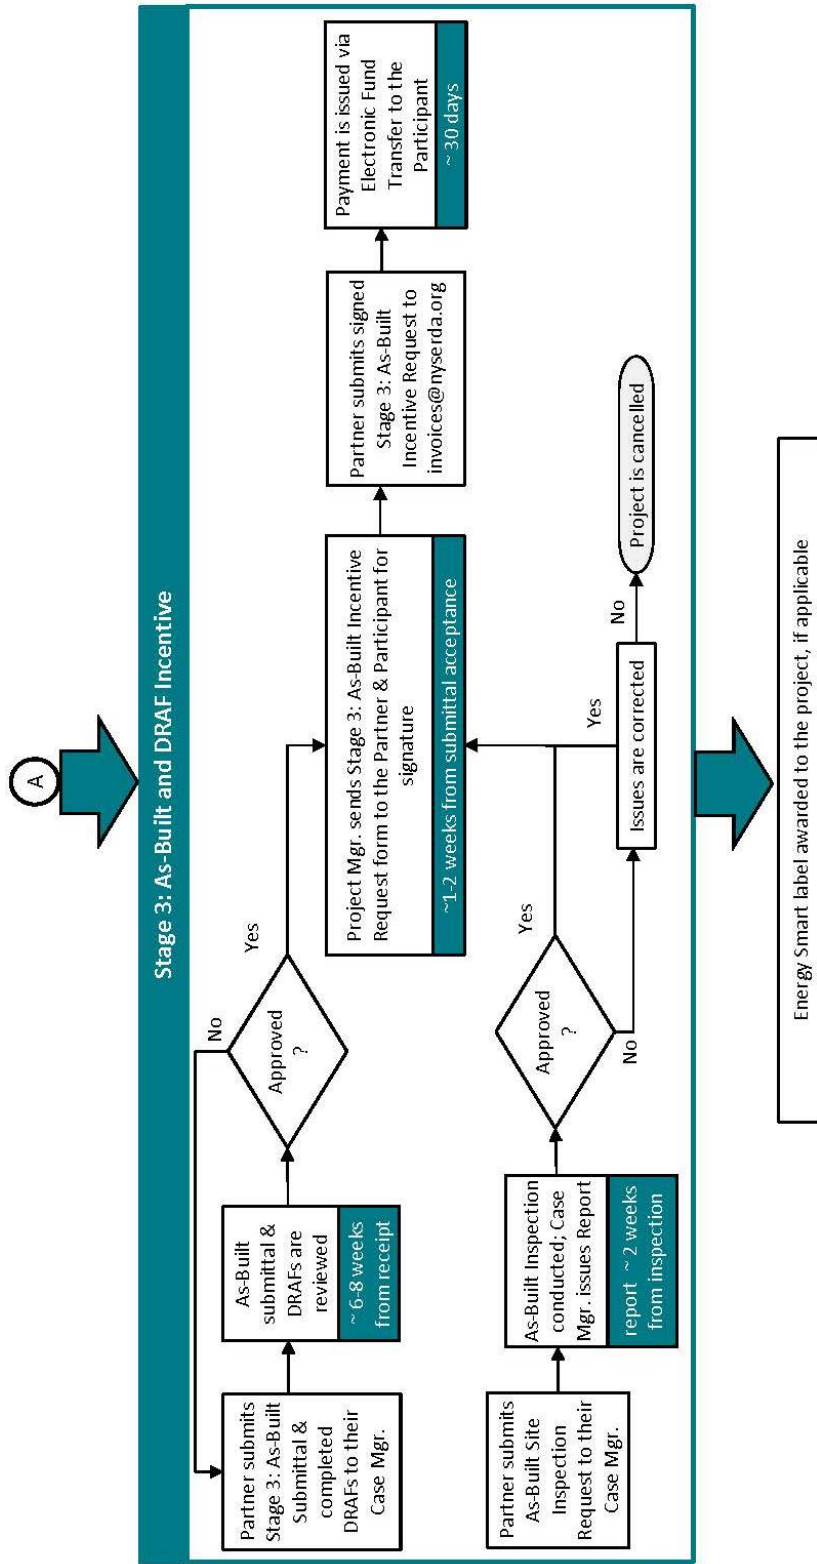 A
Stage 3: As-Built and DRAF Incentive
Partner submits
Stage 3: As-Built
Submittal &
completed
DRAFs to their
Case Mgr.
As-Built
submittal &
DRAFs are
reviewed
~ 6-8 weeks
from receipt
Approved
?
No
Yes
Project Mgr. sends Stage 3: As-Built Incentive
Request form to the Partner & Participant for
signature
~1-2 weeks from submittal acceptance
Partner submits signed
Stage 3: As-Built
Incentive Request to
invoices@nyserda.org
Payment is issued via
Electronic Fund
Transfer to the
Participant
~ 30 days
Partner submits
As-Built Site
Inspection
Request to their
Case Mgr.
As-Built Inspection
conducted; Case
Mgr. issues Report
report ~ 2 weeks
from inspection
Approved
?
Yes
No
Yes
Issues are corrected
No
Project is cancelled
Energy Smart label awarded to the project, if applicable